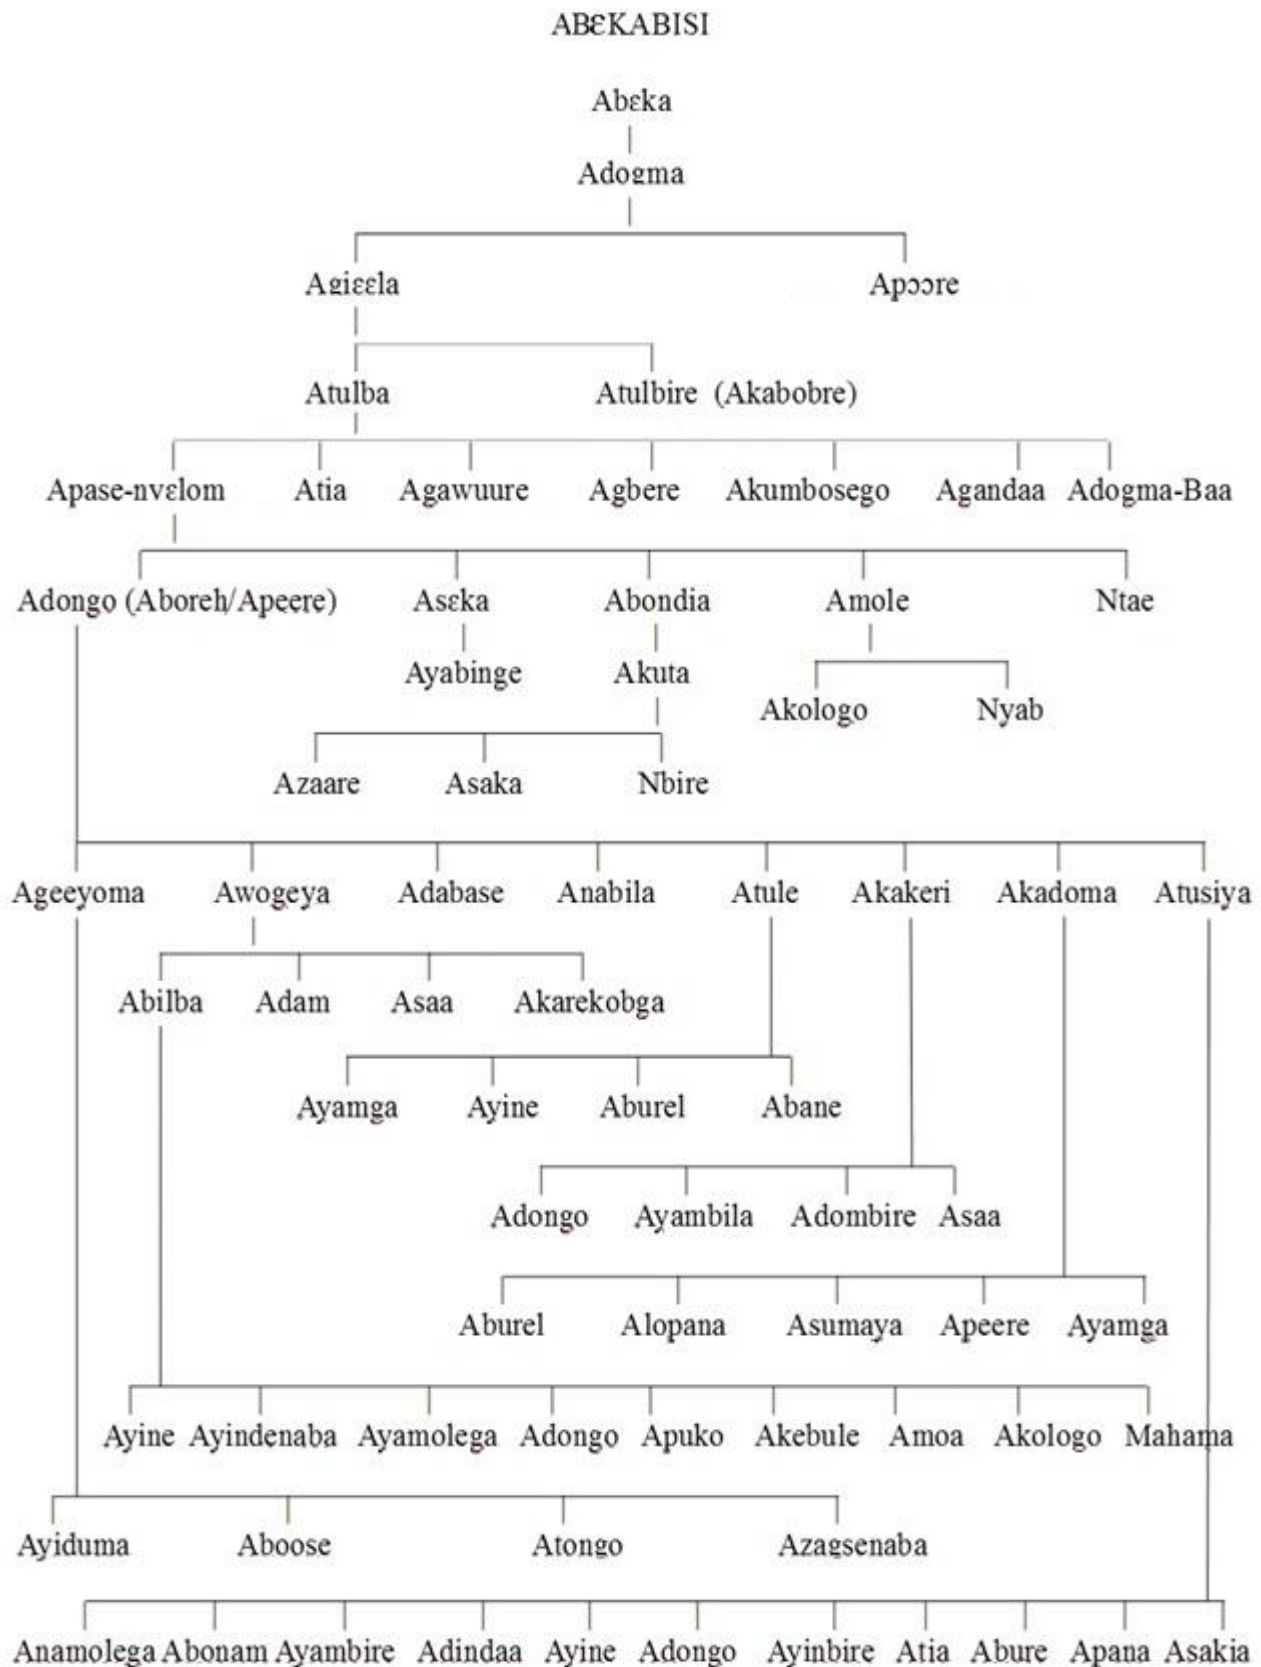 ABƐKABISI
Abɛka
Adogma
Agiɛɛla Apɔɔre
Atulba Atulbire (Akabobre)
Apase-nvɛlom Atia Agawuure Agbere Akumbosego Agandaa Adogma-Baa
Adongo (Aboreh/Apeere) Asɛka Abondia Amole Ntae
Ayabinge Akuta
Akologo Nyab
Azaare Asaka Nbire
Ageeyoma Awogeya Adabase Anabila Atule Akakeri Akadoma Atusiya
Abilba Adam Asaa Akarekobga
Ayamga Ayine Aburel Abane
Adongo Ayambila Adombire Asaa
Aburel Alopana Asumaya Apeere Ayamga
Ayine Ayindenaba Ayamolega Adongo Apuko Akebule Amoa Akologo Mahama
Ayiduma Aboose Atongo Azagsenaba
Anamolega Abonam Ayambire Adindaa Ayine Adongo Ayinbire Atia Abure Apana Asakia